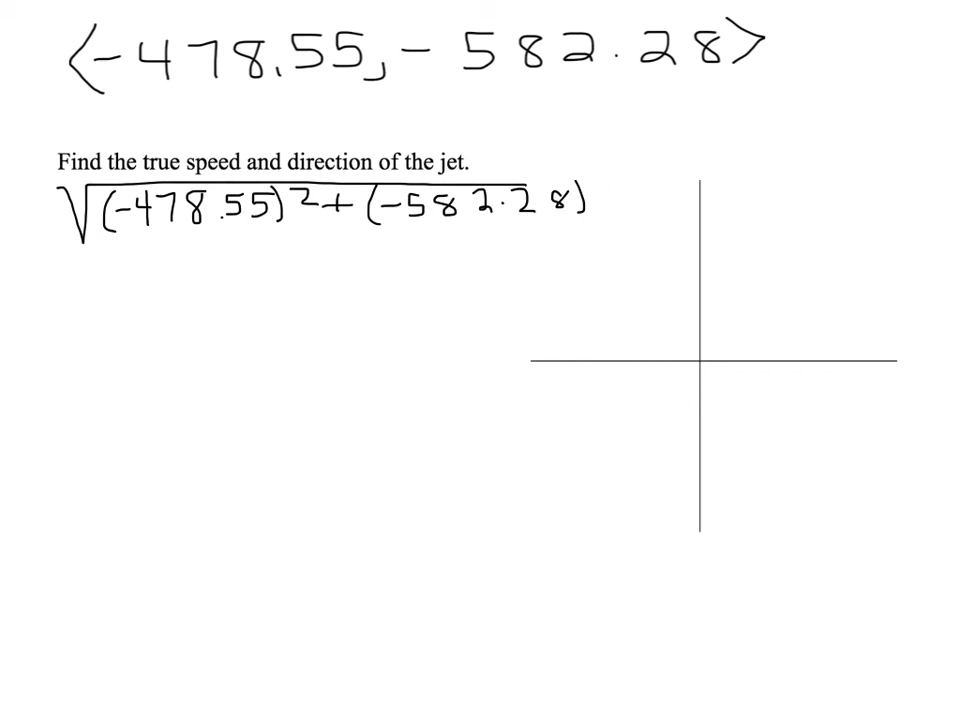 ⟨-478.55, -582.28⟩
Find the true speed and direction of the jet.
√(-478.55)² + (-582.28)